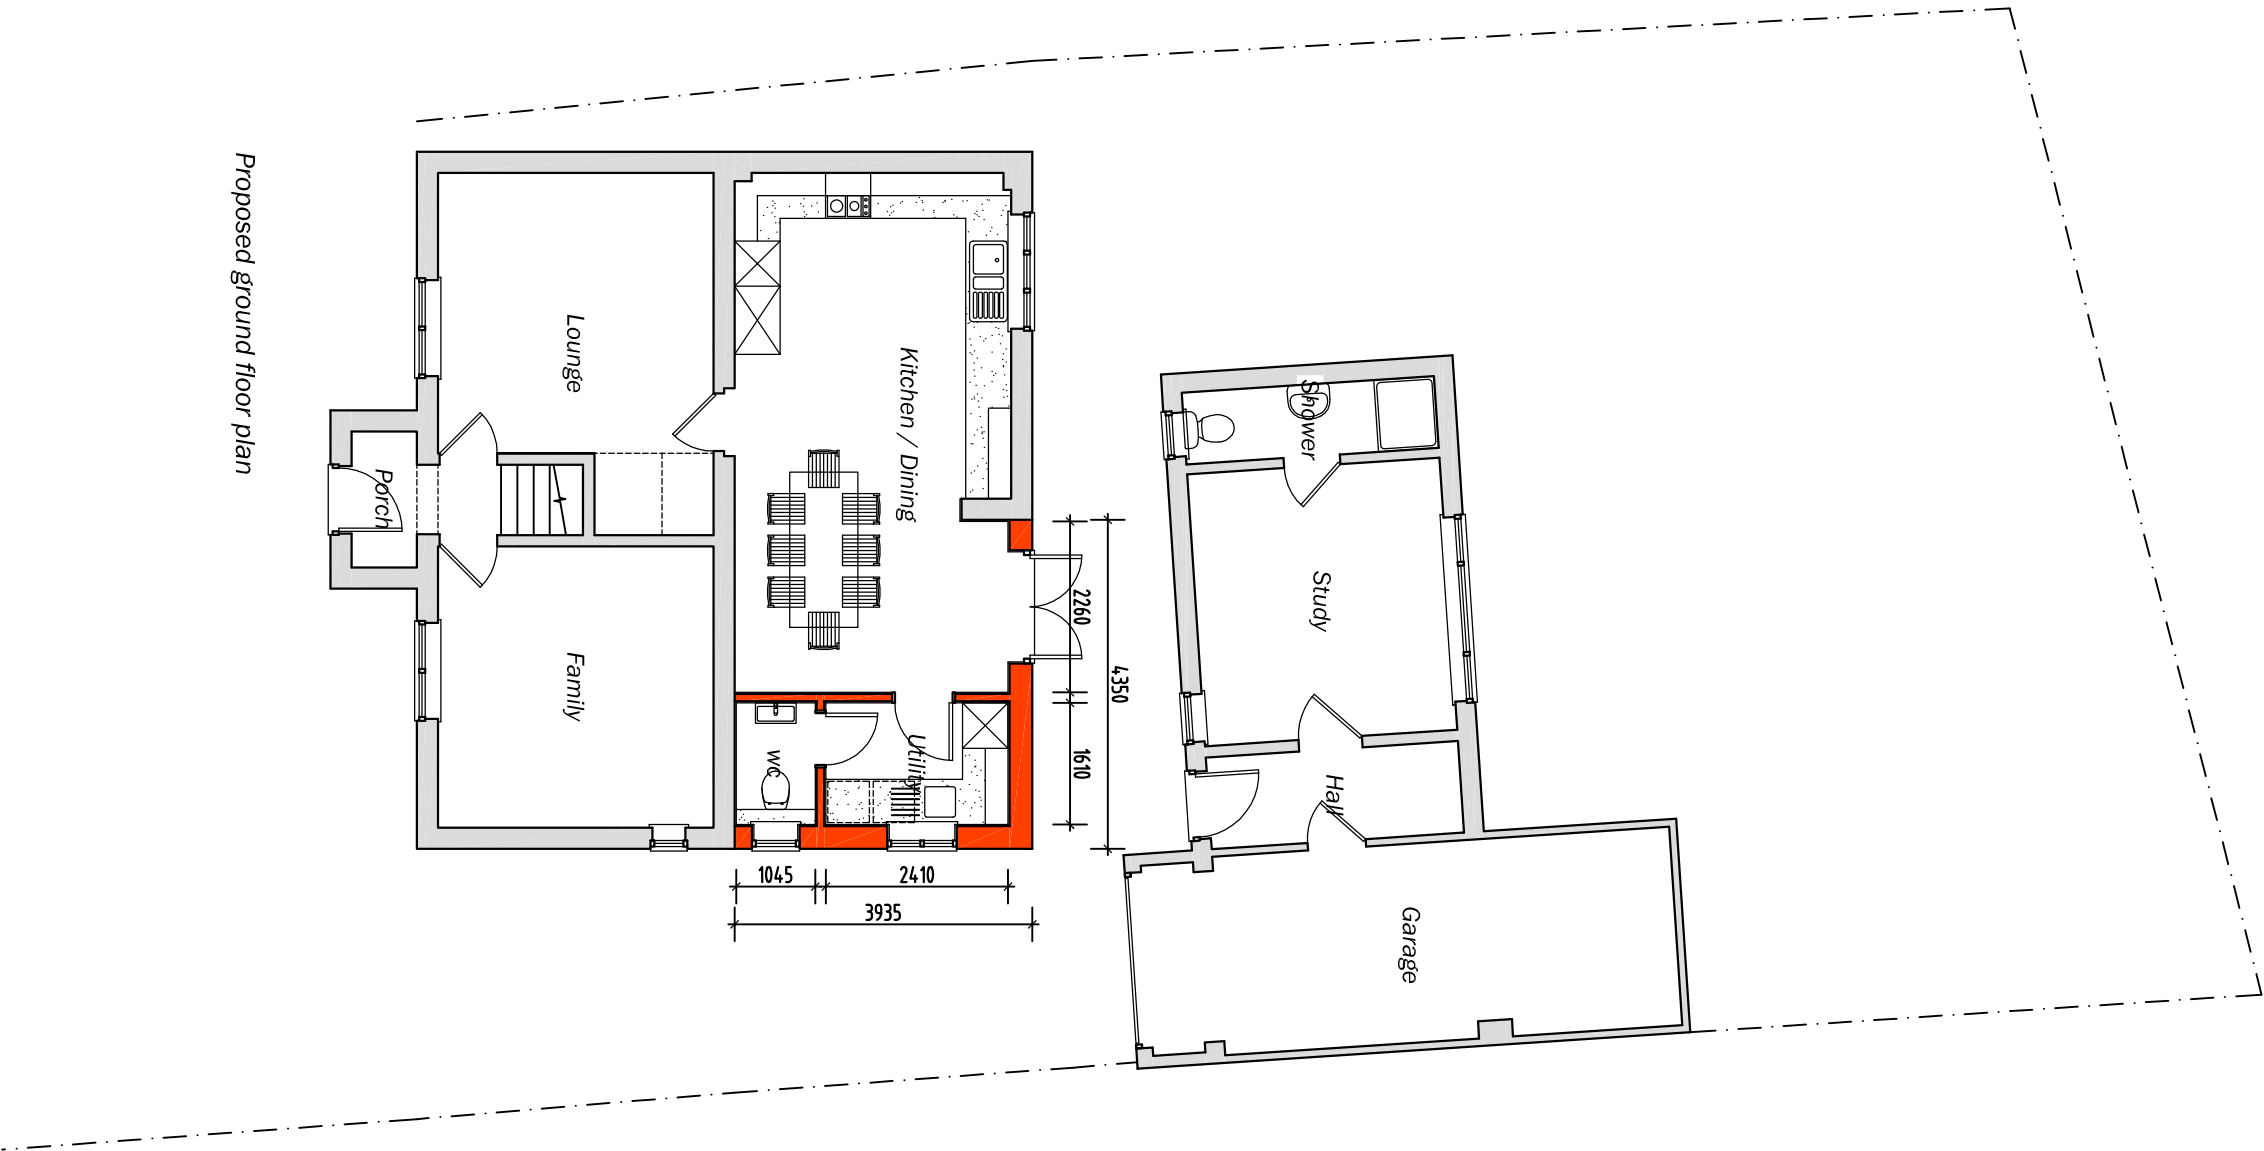 Shower
Study
Hall
Garage
4350
2260
1610
Kitchen / Dining
Utility
wc
2410
1045
3935
Lounge
Family
Porch
Proposed ground floor plan